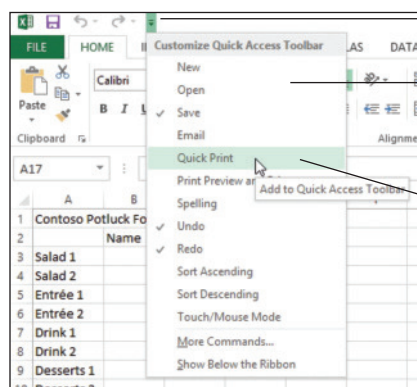 FILE HOME Customize Quick Access Toolbar LAS DATA
New
Calibri
Open
Paste B I Save
Email
Clipboard Alignme
Quick Print
A17
Print Preview an
Add to Quick Access Toolbar
Spelling
A B
Undo
1 Contoso Potluck Fo
2 Name
Redo
3 Salad 1
Sort Ascending
4 Salad 2
5 Entrée 1
Sort Descending
6 Entrée 2
Touch/Mouse Mode
7 Drink 1
8 Drink 2
More Commands...
9 Desserts 1
Show Below the Ribbon